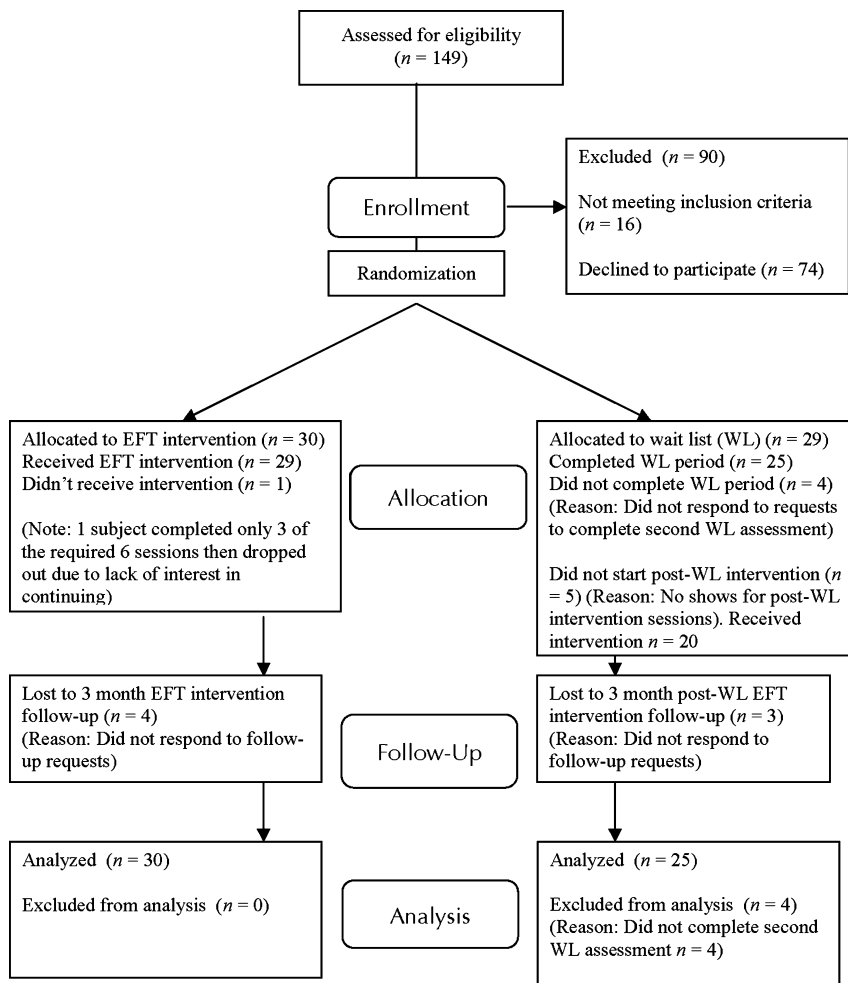 Assessed for eligibility
(n = 149)
Enrollment
Excluded (n = 90)
Not meeting inclusion criteria
(n = 16)
Declined to participate (n = 74)
Randomization
Allocated to EFT intervention (n = 30)
Received EFT intervention (n = 29)
Didn't receive intervention (n = 1)
(Note: 1 subject completed only 3 of
the required 6 sessions then dropped
out due to lack of interest in
continuing)
Allocation
Allocated to wait list (WL) (n = 29)
Completed WL period (n = 25)
Did not complete WL period (n = 4)
(Reason: Did not respond to requests
to complete second WL assessment)
Did not start post-WL intervention (n
= 5) (Reason: No shows for post-WL
intervention sessions). Received
intervention n = 20
Lost to 3 month EFT intervention
follow-up (n = 4)
(Reason: Did not respond to follow-
up requests)
Follow-Up
Lost to 3 month post-WL EFT
intervention follow-up (n = 3)
(Reason: Did not respond to
follow-up requests)
Analyzed (n = 30)
Excluded from analysis (n = 0)
Analysis
Analyzed (n = 25)
Excluded from analysis (n = 4)
(Reason: Did not complete second
WL assessment n = 4)